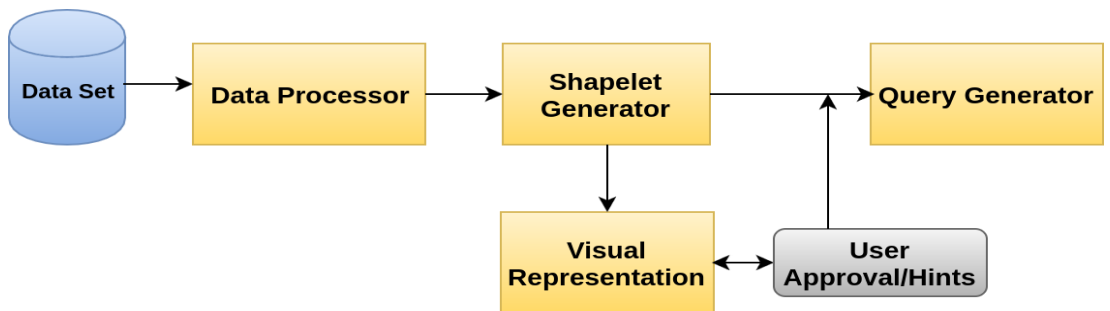 Data Set
Data Processor
Shapelet
Generator
Query Generator
Visual
Representation
User
Approval/Hints